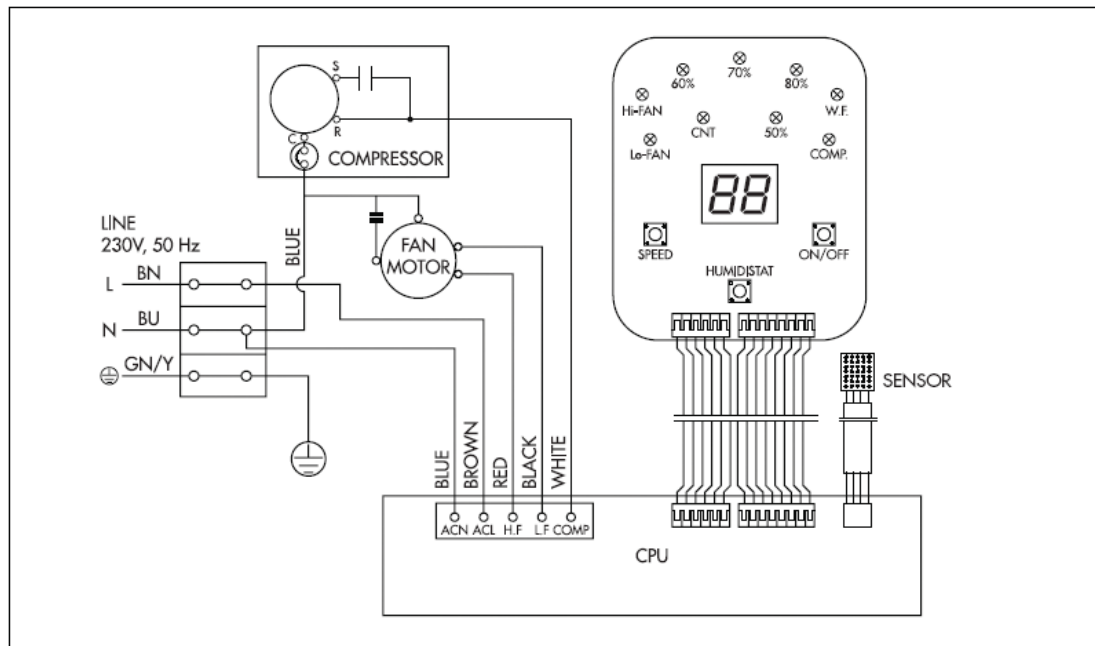 S
R
C
COMPRESSOR
60%
70%
80%
Hi-FAN
W.F.
CNT
50%
Lo-FAN
COMP.
88
SPEED
ON/OFF
HUMIDISTAT
LINE
230V, 50 Hz
BLUE
FAN
MOTOR
L
BN
N
BU
GN/Y
SENSOR
BLUE
BROWN
RED
BLACK
WHITE
ACN
ACL
H.F
L.F
COMP
CPU